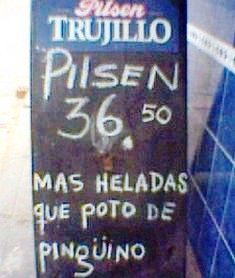 Pilsen
TRUJILLO
PILSEN
36.50
MAS HELADAS
QUE POTO DE
PINGÜINO